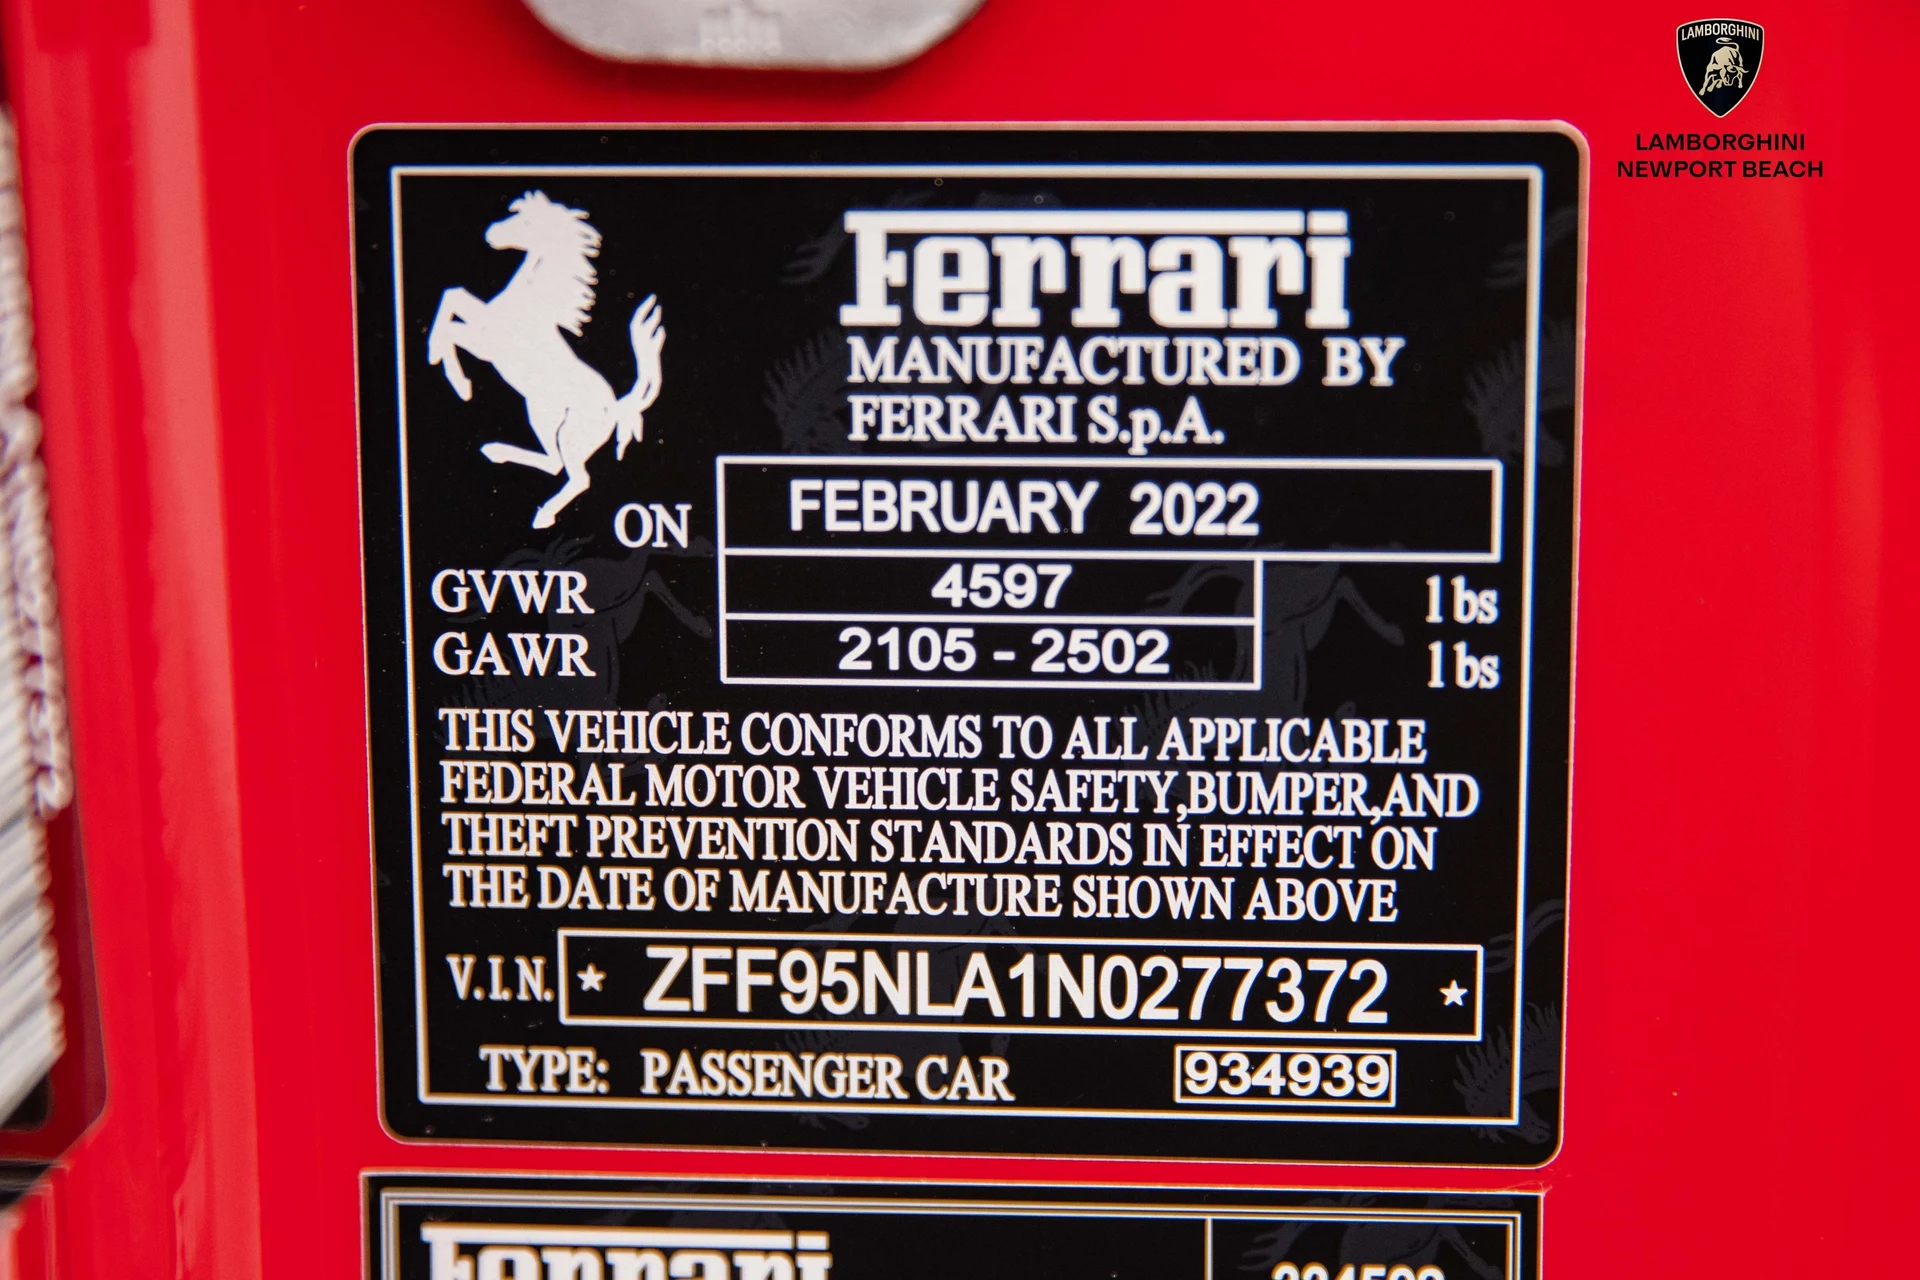 LAMBORGHINI
LAMBORGHINI
NEWPORT BEACH
Ferrari
MANUFACTURED BY
FERRARI S.p.A.
ON FEBRUARY 2022
GVWR 4597 lbs
GAWR 2105 - 2502 lbs
THIS VEHICLE CONFORMS TO ALL APPLICABLE
FEDERAL MOTOR VEHICLE SAFETY,BUMPER,AND
THEFT PREVENTION STANDARDS IN EFFECT ON
THE DATE OF MANUFACTURE SHOWN ABOVE
V.I.N. ★ ZFF95NLA1N0277372 ★
TYPE: PASSENGER CAR 934939
Ferrari